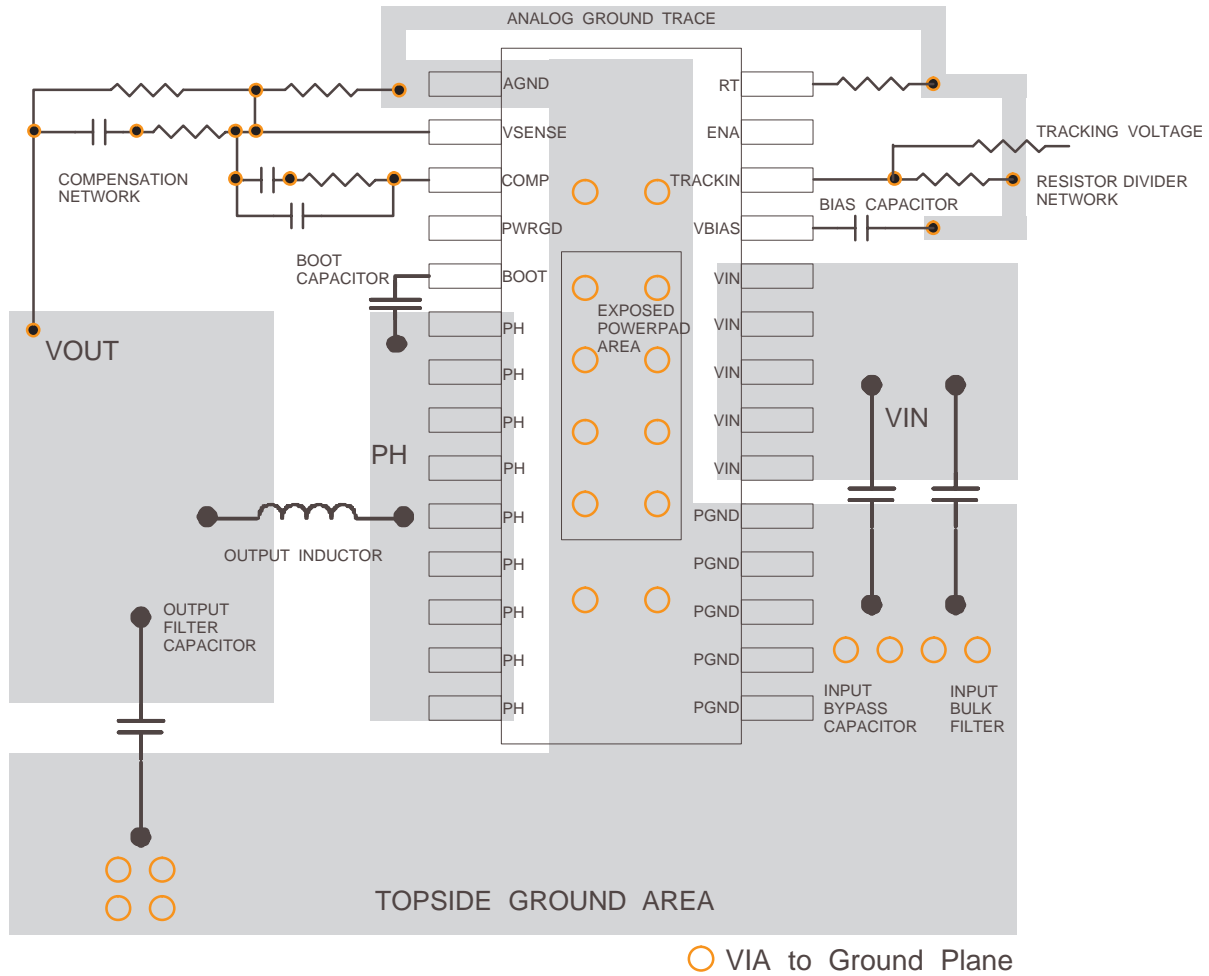 ANALOG GROUND TRACE
AGND
RT
VSENSE
ENA
TRACKING VOLTAGE
COMPENSATION
NETWORK
COMP
TRACKIN
RESISTOR DIVIDER
NETWORK
BIAS CAPACITOR
PWRGD
VBIAS
BOOT
CAPACITOR
BOOT
VIN
EXPOSED
POWERPAD
AREA
PH
VIN
VOUT
PH
VIN
PH
VIN
VIN
PH
PH
VIN
PH
PGND
OUTPUT INDUCTOR
PH
PGND
OUTPUT
FILTER
CAPACITOR
PH
PGND
PH
PGND
PH
PGND
INPUT
BYPASS
CAPACITOR
INPUT
BULK
FILTER
TOPSIDE GROUND AREA
VIA to Ground Plane